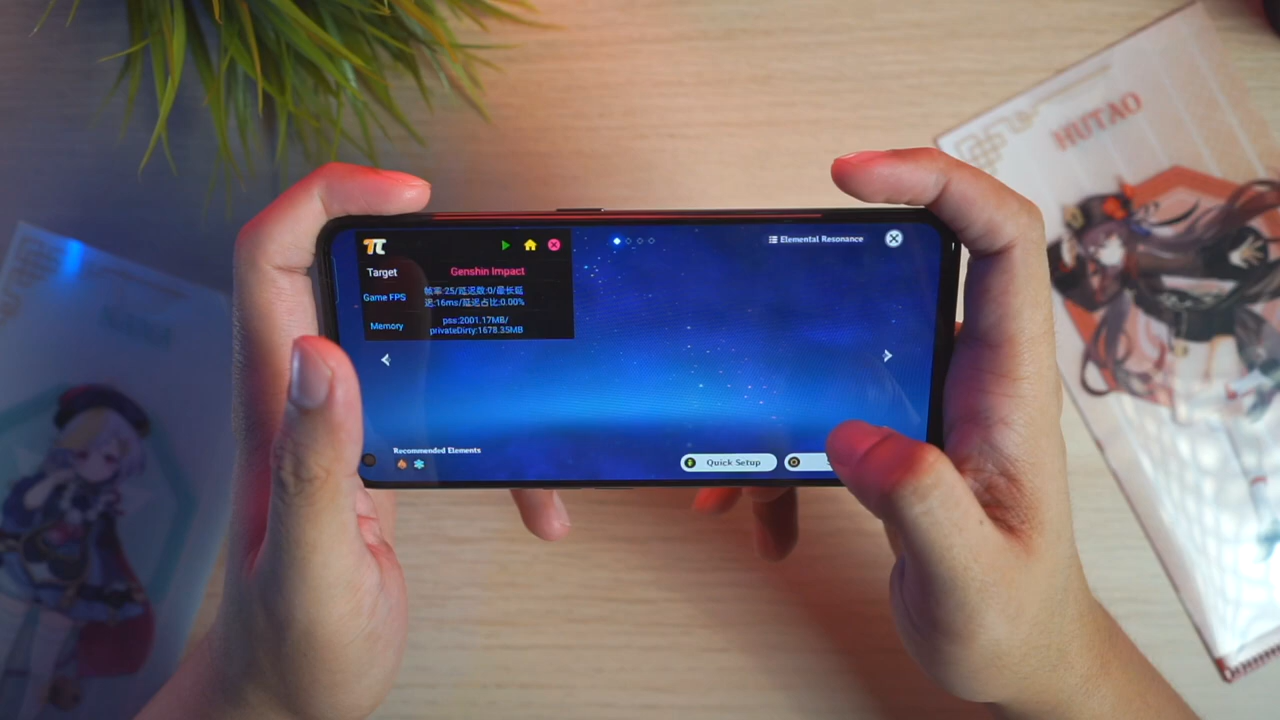 HUTAO
Elemental Resonance
Target Genshin Impact
Game FPS 帧率:25/延迟数:0/最长延
迟:16ms/延迟占比:0.00%
Memory pss:2001.17MB/
privateDirty:1678.35MB
Recommended Elements
Quick Setup